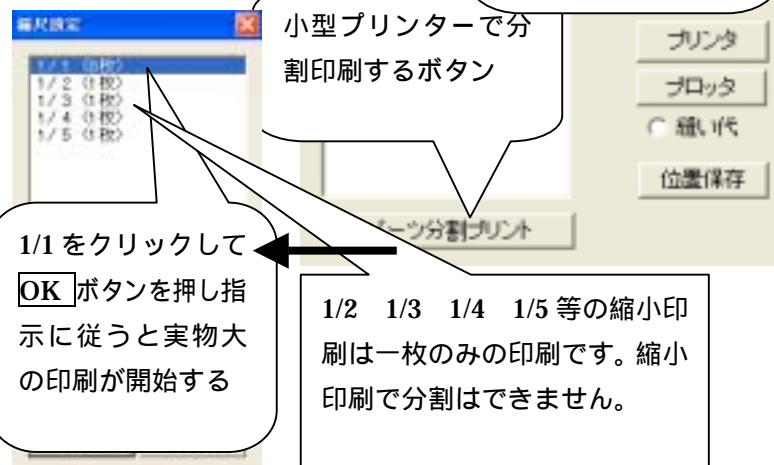 縮尺設定
1/1 (8枚)
1/2 (1枚)
1/3 (1枚)
1/4 (1枚)
1/5 (1枚)
小型プリンターで分
割印刷するボタン
プリンタ
プロッタ
縫い代
位置保存
ーツ分割プリント
1/1 をクリックして
OK ボタンを押し指
示に従うと実物大
の印刷が開始する
1/2 1/3 1/4 1/5 等の縮小印
刷は一枚のみの印刷です。縮小
印刷で分割はできません。